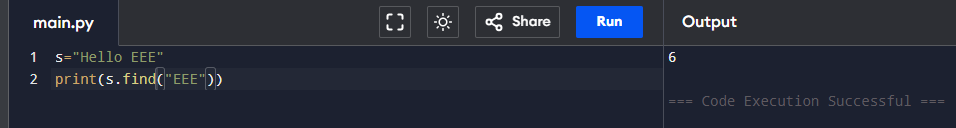 main.py Share Run Output
1 s="Hello EEE"
2 print(s.find("EEE"))
6
=== Code Execution Successful ===